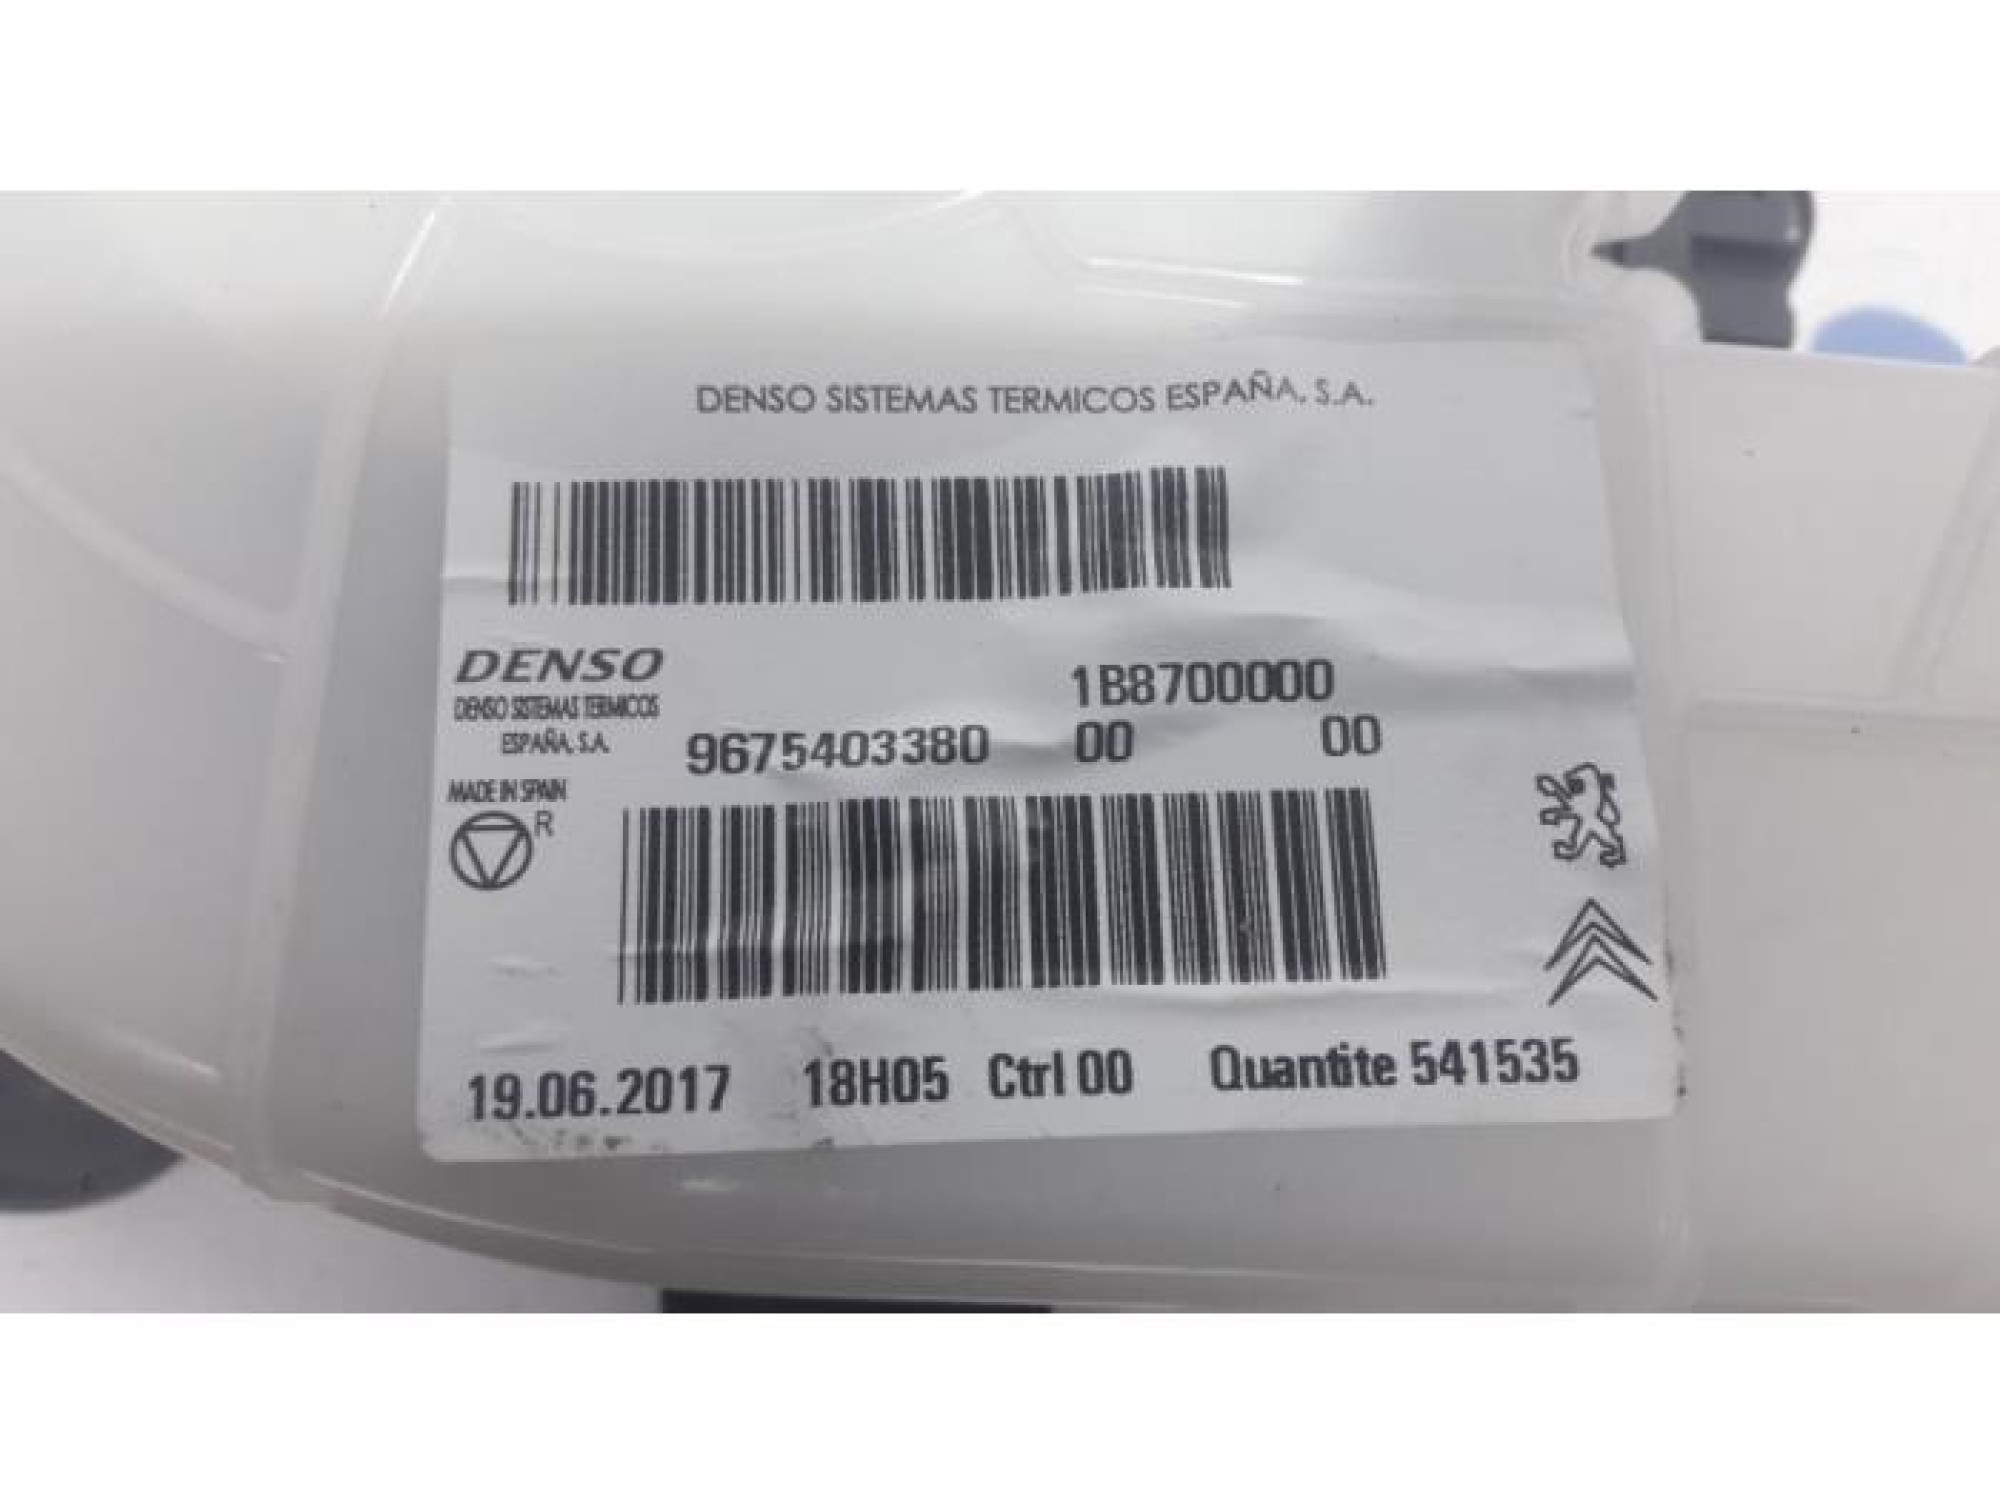 DENSO SISTEMAS TERMICOS ESPAÑA, S.A.
DENSO
DENSO SISTEMAS TERMICOS
ESPAÑA, S.A.
MADE IN SPAIN
R
1B8700000
9675403380 00 00
19.06.2017 18H05 Ctrl 00 Quantite 541535